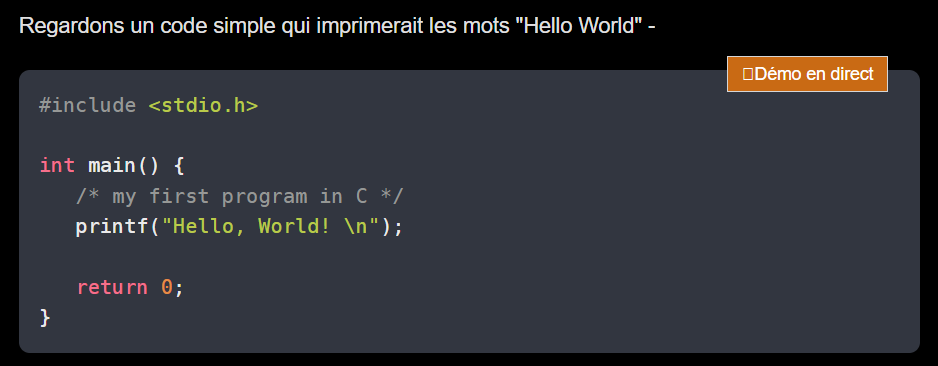 Regardons un code simple qui imprimerait les mots "Hello World" -
Démo en direct
#include <stdio.h>
int main() {
/* my first program in C */
printf("Hello, World! \n");
return 0;
}